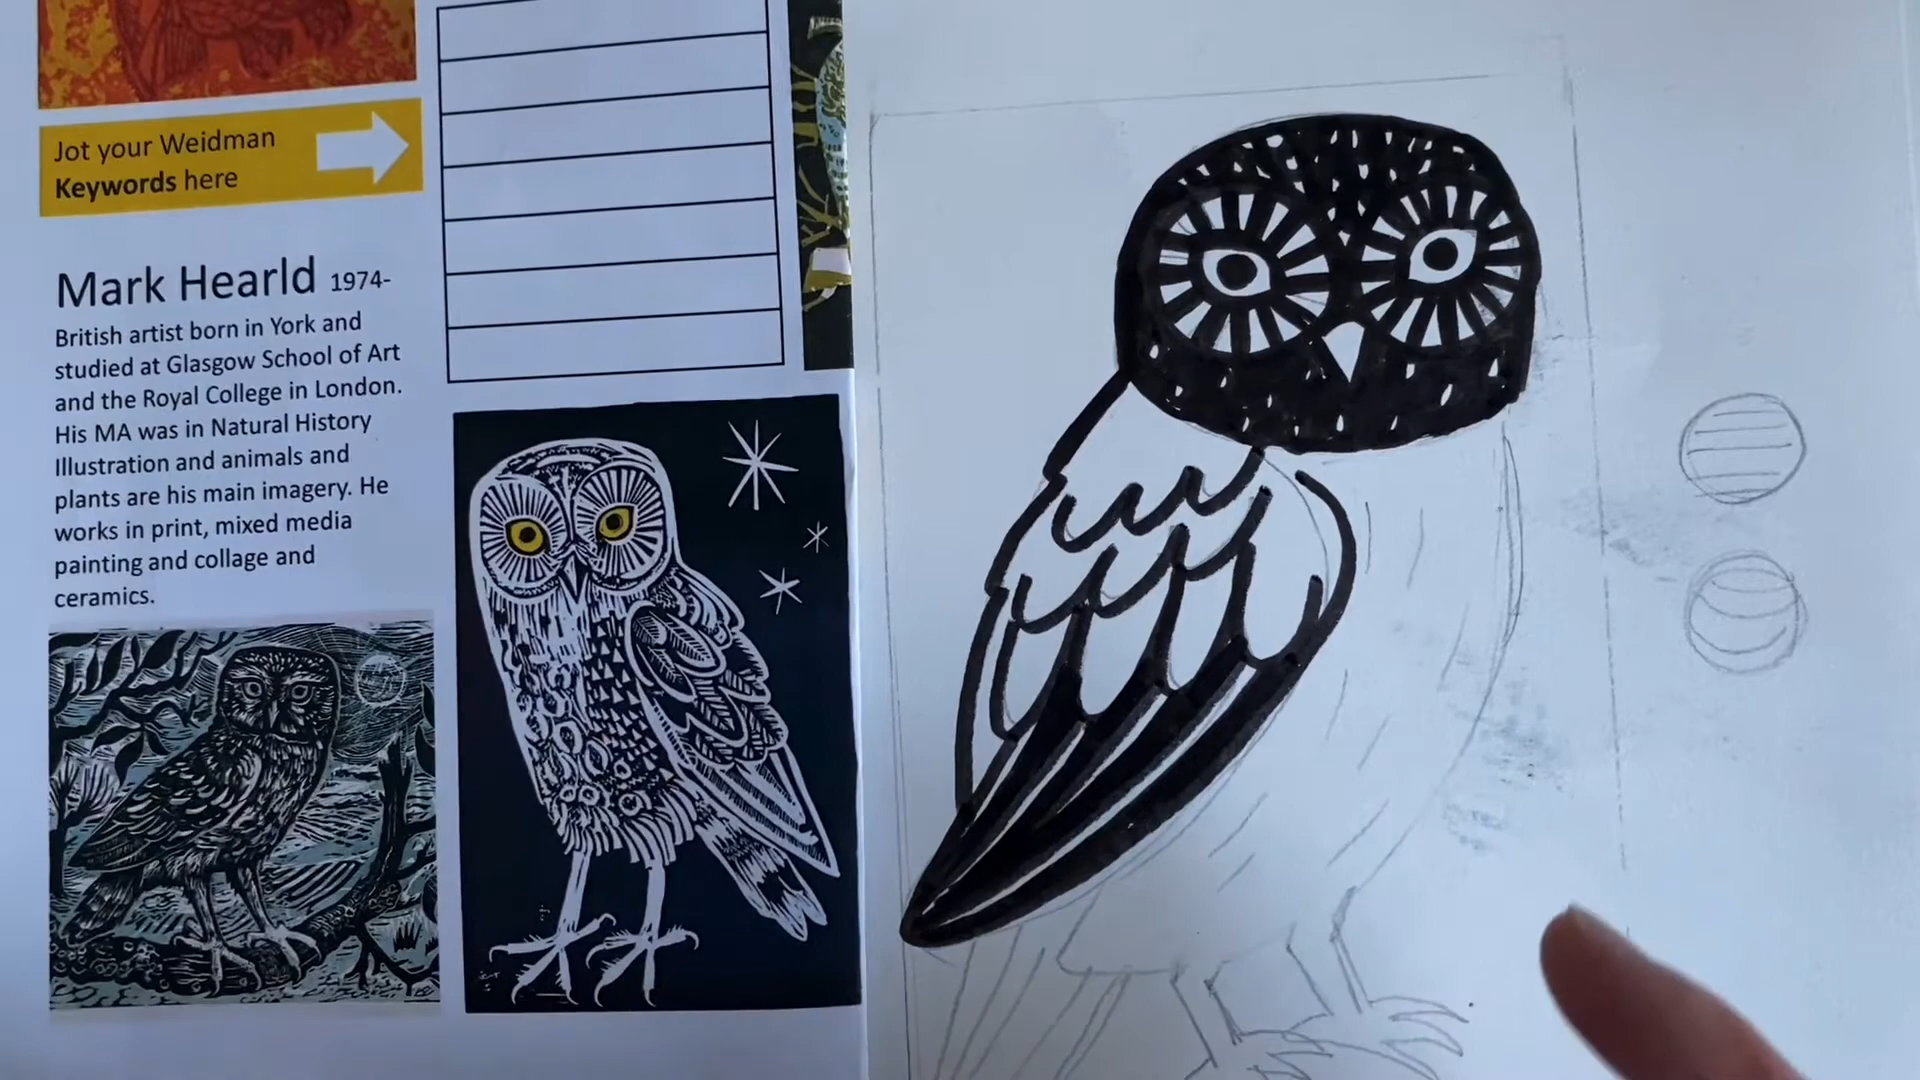 Jot your Weidman
Keywords here
Mark Hearld 1974-
British artist born in York and
studied at Glasgow School of Art
and the Royal College in London.
His MA was in Natural History
Illustration and animals and
plants are his main imagery. He
works in print, mixed media
painting and collage and
ceramics.